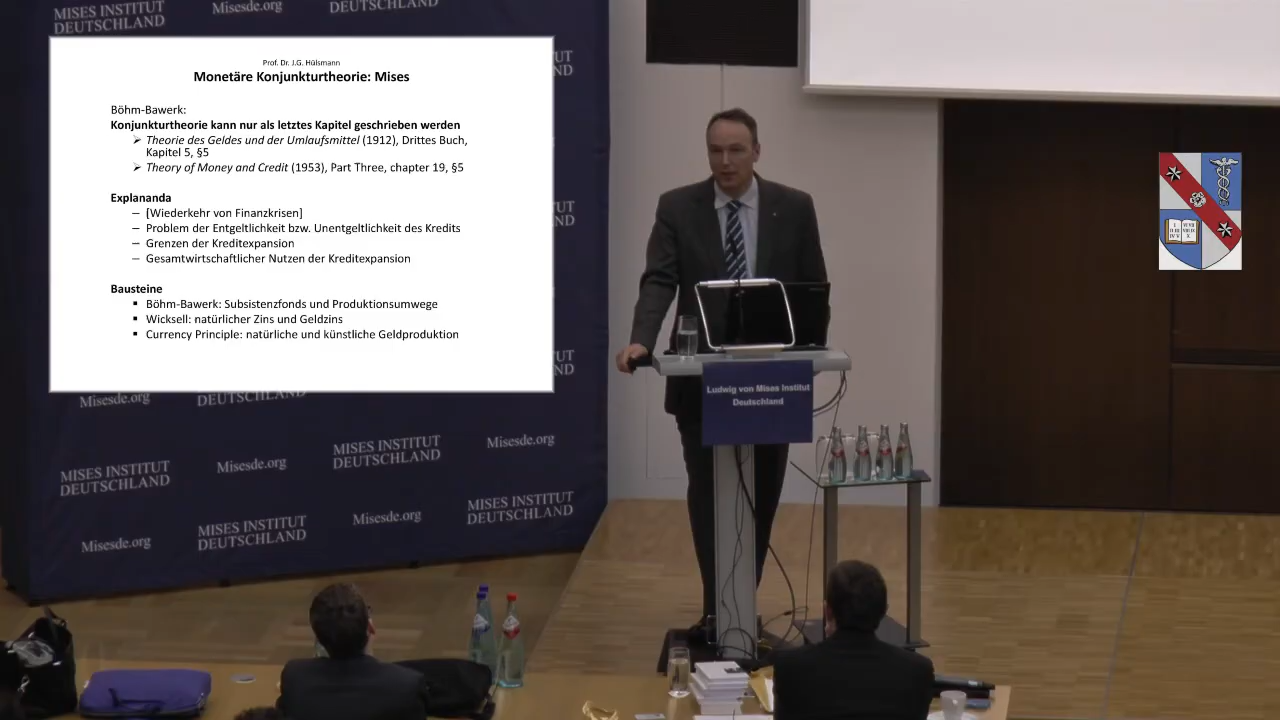 MISES INSTITUT
DEUTSCHLAND
Misesde.org
DEUTSCHLAND
Prof. Dr. J.G. Hülsmann
Monetäre Konjunkturtheorie: Mises
Böhm-Bawerk:
Konjunkturtheorie kann nur als letztes Kapitel geschrieben werden
➢ Theorie des Geldes und der Umlaufsmittel (1912), Drittes Buch,
Kapitel 5, §5
➢ Theory of Money and Credit (1953), Part Three, chapter 19, §5
Explananda
– [Wiederkehr von Finanzkrisen]
– Problem der Entgeltlichkeit bzw. Unentgeltlichkeit des Kredits
– Grenzen der Kreditexpansion
– Gesamtwirtschaftlicher Nutzen der Kreditexpansion
Bausteine
▪ Böhm-Bawerk: Subsistenzfonds und Produktionsumwege
▪ Wicksell: natürlicher Zins und Geldzins
▪ Currency Principle: natürliche und künstliche Geldproduktion
Ludwig von Mises Institut
Deutschland
Misesde.org
DEUTSCHLAND
MISES INSTITUT
DEUTSCHLAND
Misesde.org
MISES INSTITUT
DEUTSCHLAND
Misesde.org
MISES INSTITUT
DEUTSCHLAND
Misesde.org
MISES INSTITUT
DEUTSCHLAND
Misesde.org